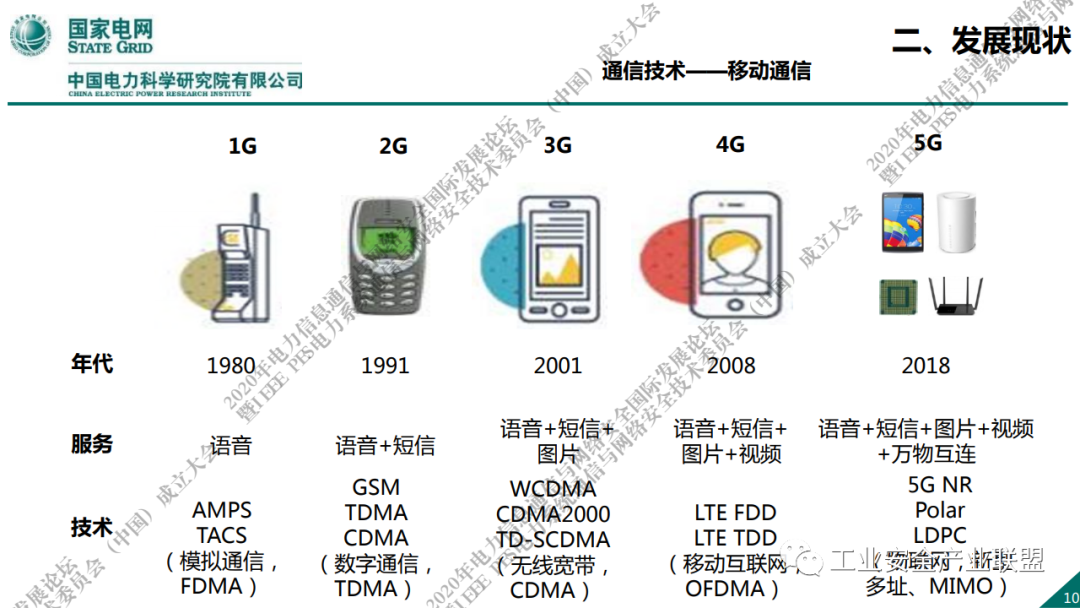 国家电网
STATE GRID
中国电力科学研究院有限公司
CHINA ELECTRIC POWER RESEARCH INSTITUTE
二、发展现状
通信技术——移动通信
1G
2G
3G
4G
5G
年代
1980
1991
2001
2008
2018
服务
语音
语音+短信
语音+短信+
图片
语音+短信+
图片+视频
语音+短信+图片+视频
+万物互连
技术
AMPS
TACS
（模拟通信，
FDMA）
GSM
TDMA
CDMA
（数字通信，
TDMA）
WCDMA
CDMA2000
TD-SCDMA
（无线宽带，
CDMA）
LTE FDD
LTE TDD
（移动互联网，
OFDMA）
5G NR
Polar
LDPC
（物联网，
多址、MIMO）
工业安全产业联盟
10
2020年电力信息通信与网络安全国际发展论坛
暨IEEE PES电力系统通信与网络安全技术委员会（中国）成立大会